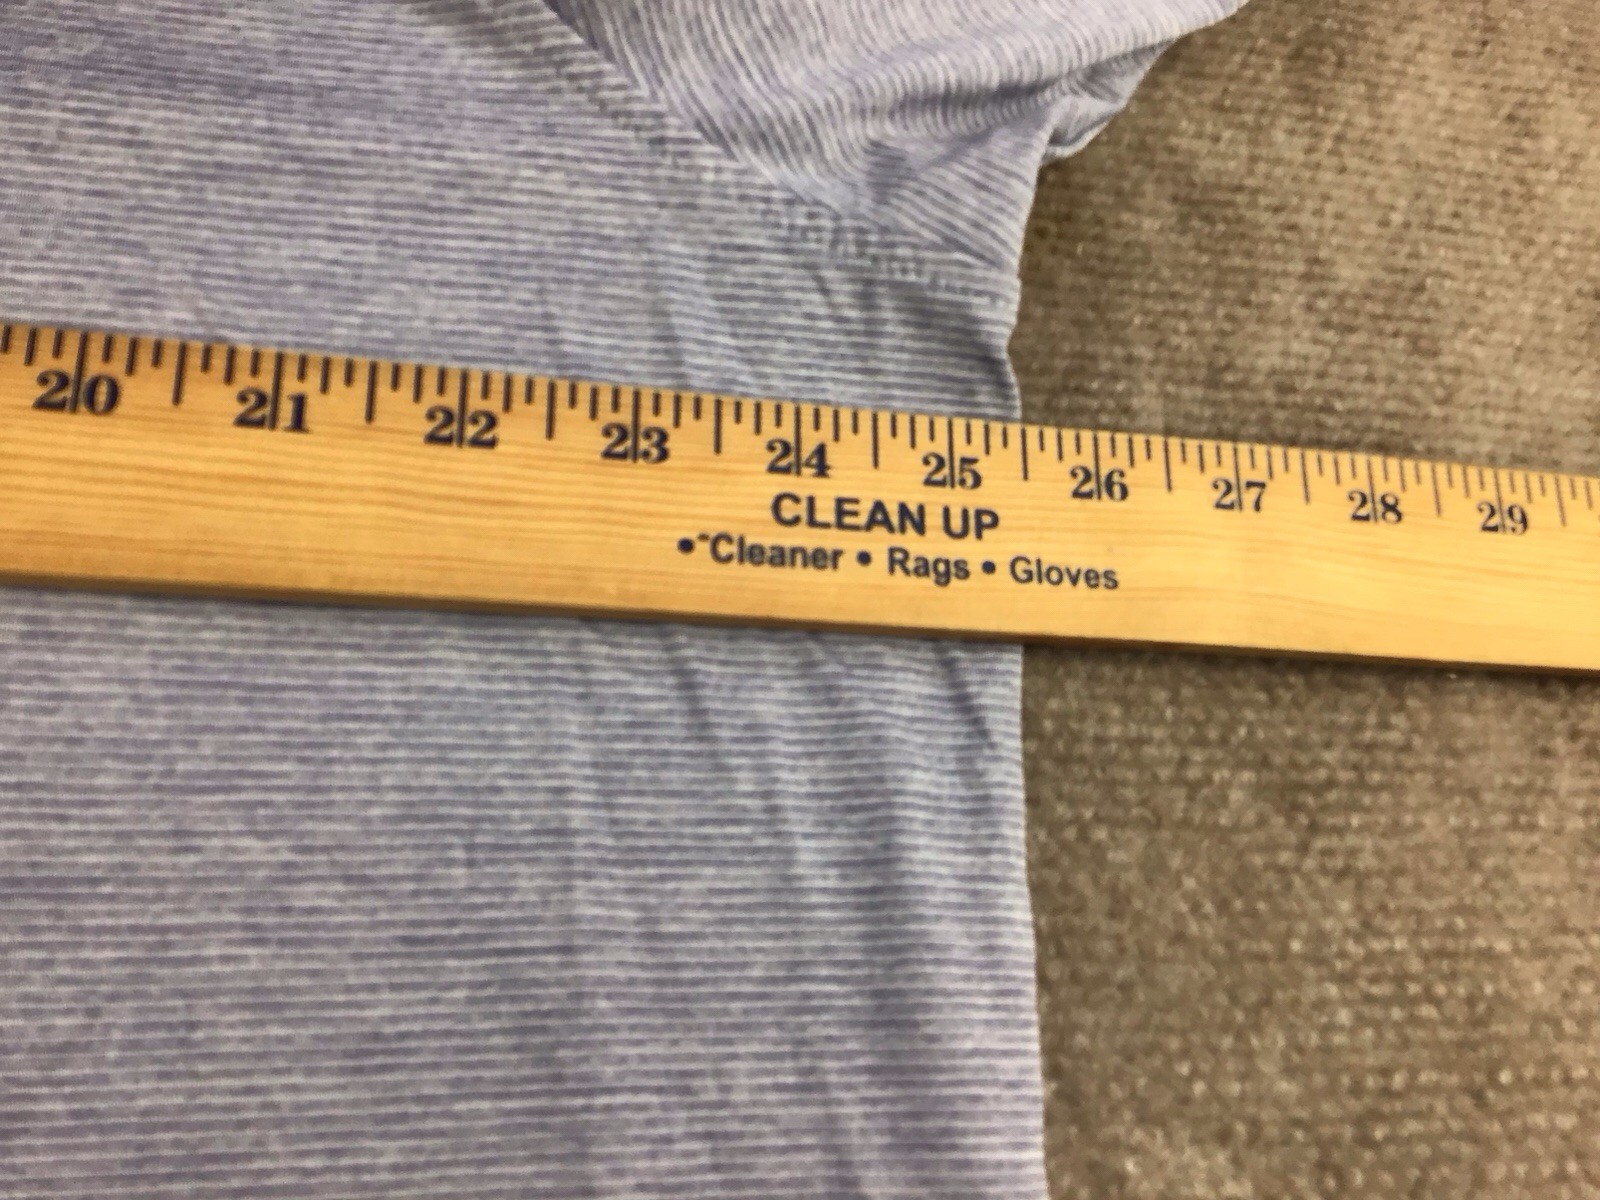 20 21 22 23 24 25 26 27 28 29
CLEAN UP
• Cleaner • Rags • Gloves